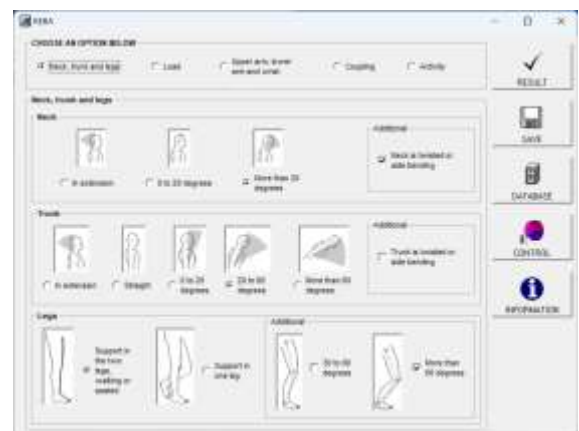 REBA
CHOOSE AN OPTION BELOW
Neck, trunk and legs
Load
Upper arm, lower
arm and wrist
Coupling
Activity
RESULT
SAVE
DATABASE
CONTROL
INFORMATION
Neck, trunk and legs
Neck
In extension
0 to 20 degrees
More than 20
degrees
Additional
Neck is twisted or
side bending
Trunk
In extension
Straight
0 to 20
degrees
20 to 60
degrees
More than 60
degrees
Additional
Trunk is twisted or
side bending
Legs
Support in
the two
legs,
walking or
seated
Support in
one leg
Additional
30 to 60
degrees
More than
60 degrees